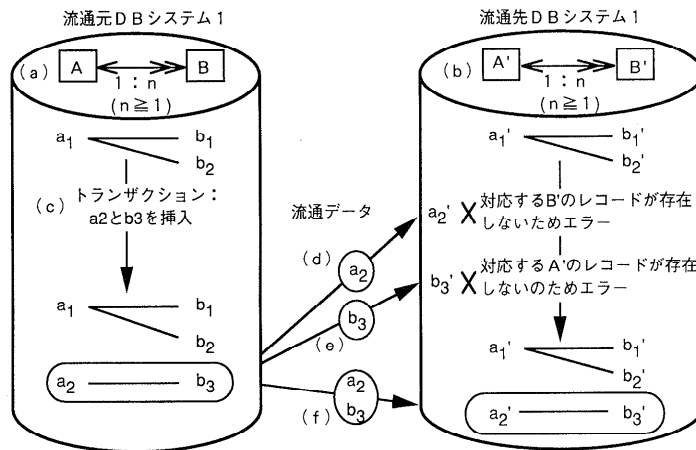 流通元DBシステム1
流通先DBシステム1
(a) A B
1:n
(n≧1)
(b) A' B'
1:n
(n≧1)
a1 b1
b2
a1' b1'
b2'
(c) トランザクション:
a2とb3を挿入
流通データ
(d) a2
a2' X 対応するB'のレコードが存在
しないためエラー
b3
(e)
b3' X 対応するA'のレコードが存在
しないのためエラー
a1 b1
b2
a1' b1'
b2'
a2 b3
a2
b3
(f)
a2' b3'